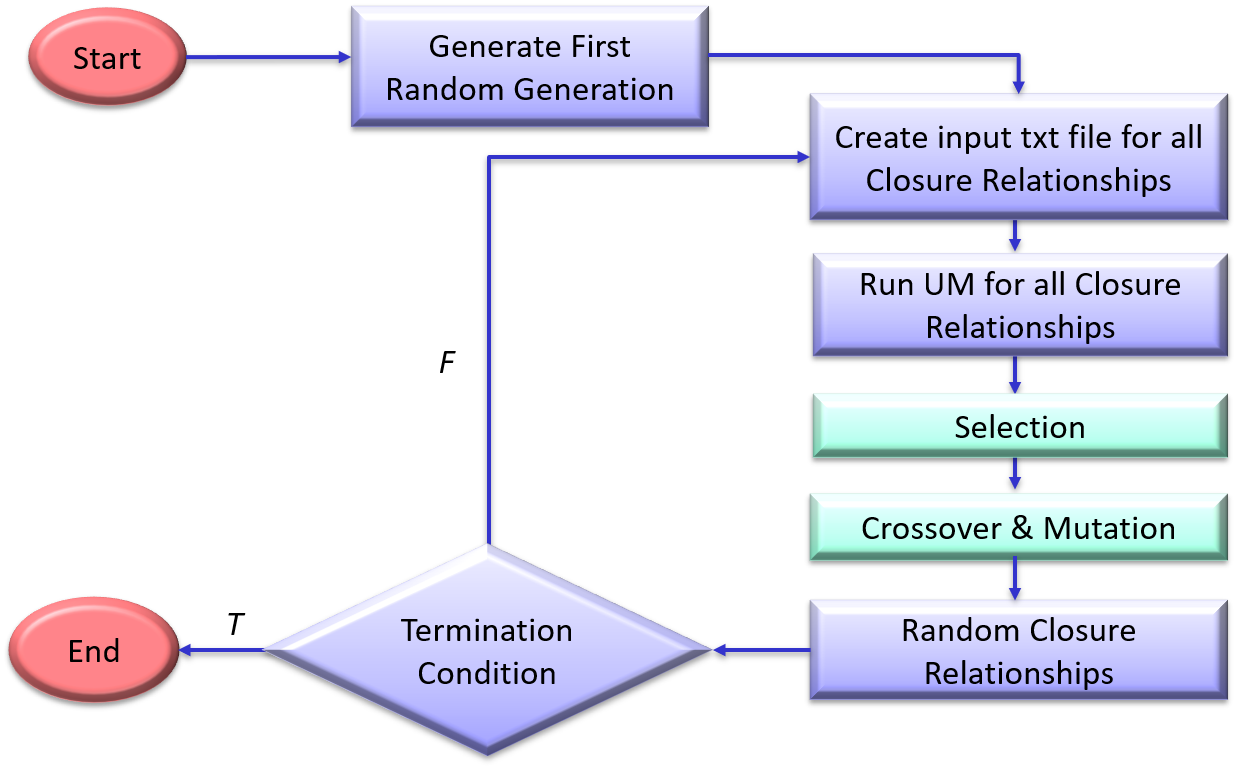 Start
Generate First
Random Generation
Create input txt file for all
Closure Relationships
Run UM for all Closure
Relationships
F
Selection
Crossover & Mutation
Random Closure
Relationships
Termination
Condition
T
End